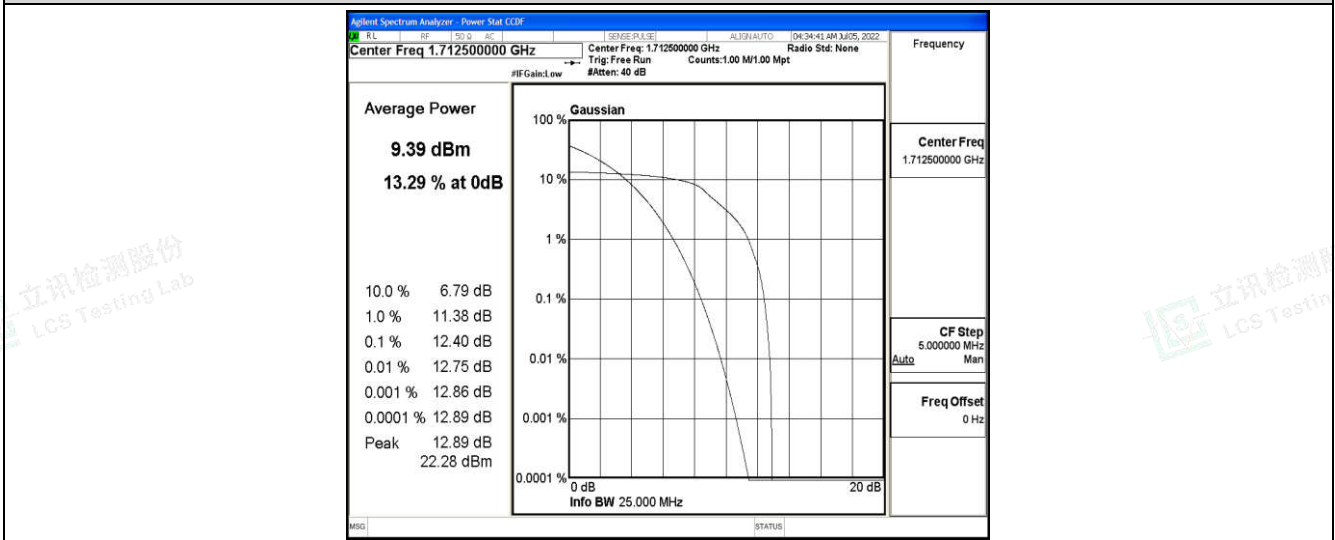 Agilent Spectrum Analyzer - Power Stat CCDF
RL RF 50 Ω AC SENSE:PULSE ALIGN AUTO 04:34:41 AM Jul 05, 2022
Center Freq 1.712500000 GHz
Center Freq: 1.712500000 GHz Radio Std: None
Trig: Free Run Counts:1.00 M/1.00 Mpt
#IFGain:Low #Atten: 40 dB
Frequency
Average Power
9.39 dBm
13.29 % at 0dB
10.0 % 6.79 dB
1.0 % 11.38 dB
0.1 % 12.40 dB
0.01 % 12.75 dB
0.001 % 12.86 dB
0.0001 % 12.89 dB
Peak 12.89 dB
22.28 dBm
Gaussian
100 %
10 %
1 %
0.1 %
0.01 %
0.001 %
0.0001 %
0 dB 20 dB
Info BW 25.000 MHz
Center Freq
1.712500000 GHz
CF Step
5.000000 MHz
Auto Man
Freq Offset
0 Hz
MSG STATUS
立讯检测股份
LCS Testing Lab
立讯检测
LCS Testin